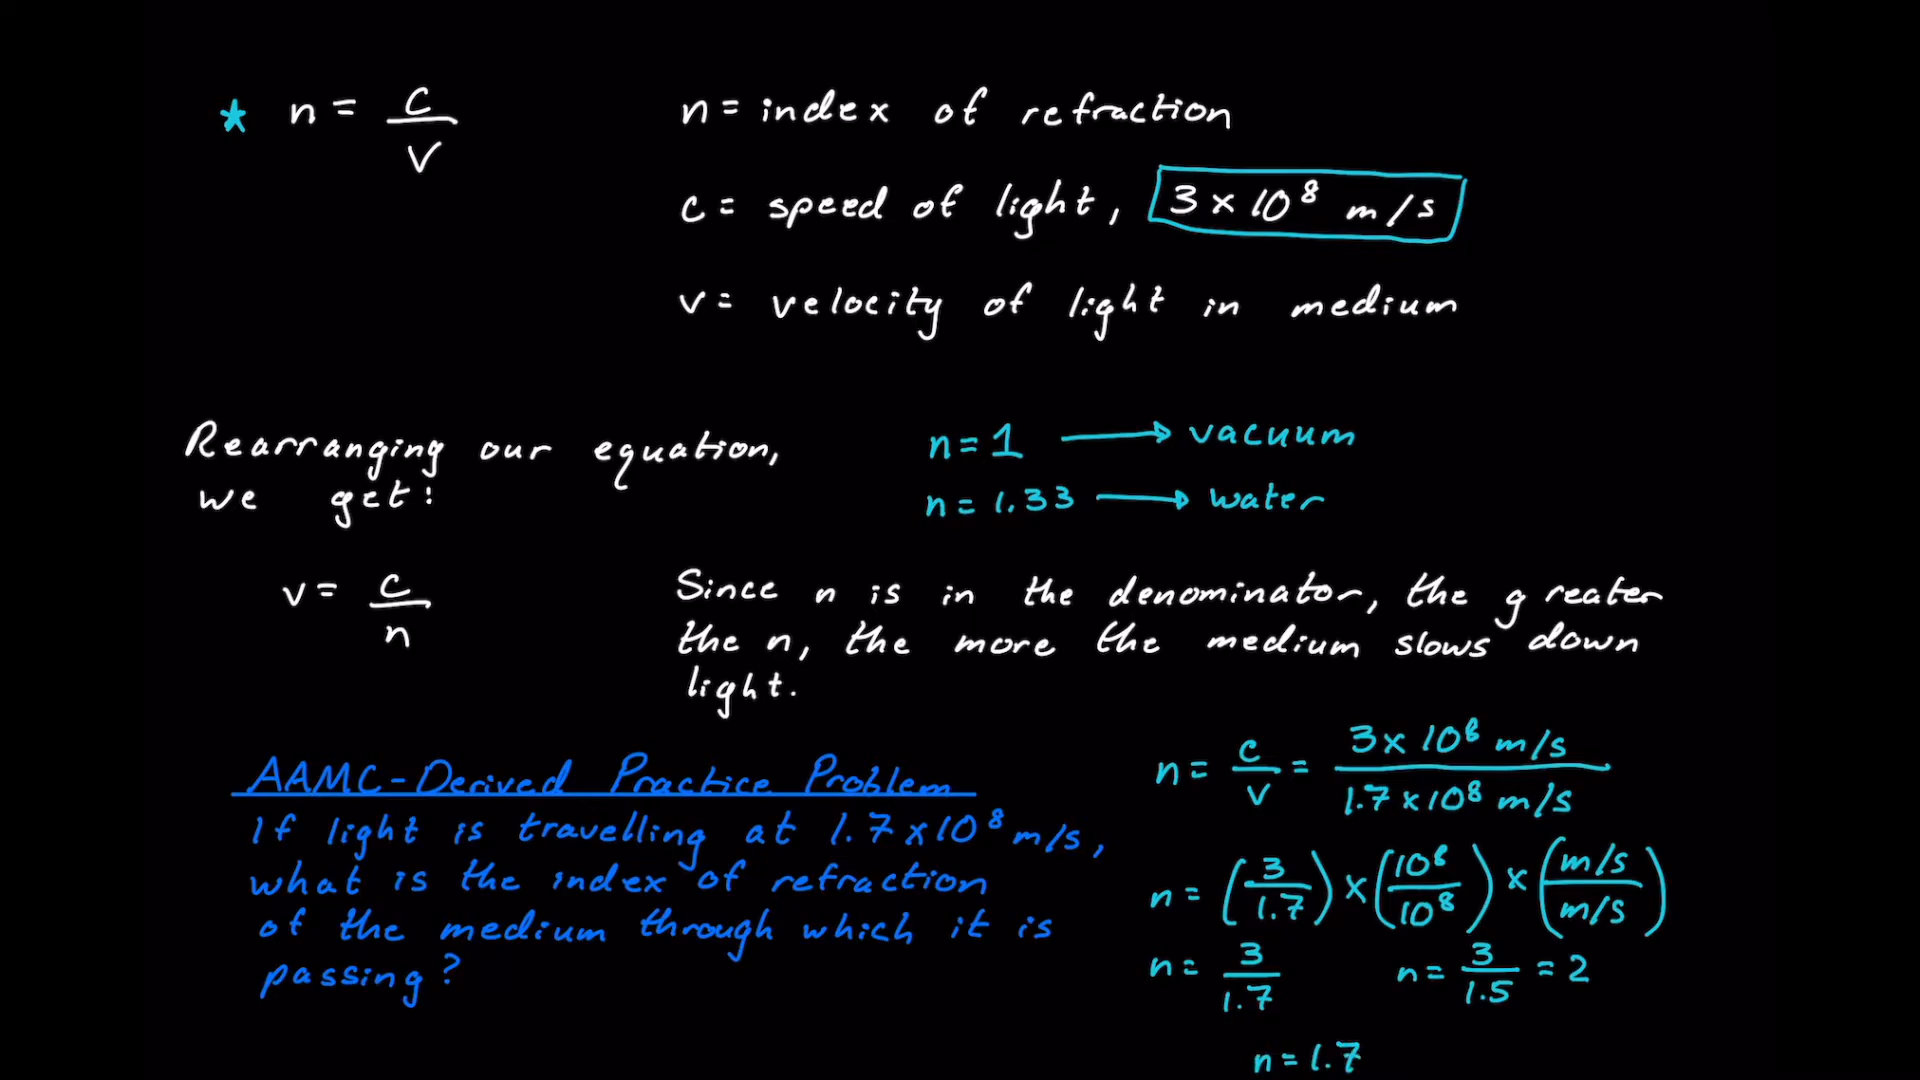 * n = c/v
n = index of refraction
c = speed of light, 3 x 10⁸ m/s
v = velocity of light in medium
Rearranging our equation,
we get:
n = 1 → vacuum
n = 1.33 → water
v = c/n
Since n is in the denominator, the greater
the n, the more the medium slows down
light.
AAMC-Derived Practice Problem
If light is travelling at 1.7 x 10⁸ m/s,
what is the index of refraction
of the medium through which it is
passing?
n = c/v = 3 x 10⁸ m/s / 1.7 x 10⁸ m/s
n = (3/1.7) x (10⁸/10⁸) x (m/s / m/s)
n = 3/1.7
n = 3/1.5 = 2
n = 1.7